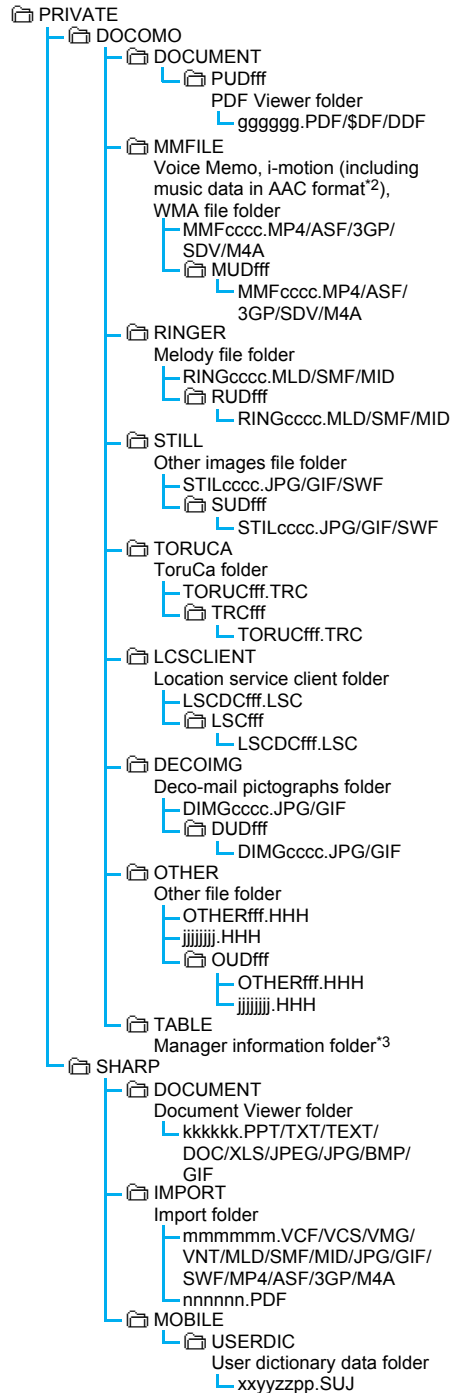 PRIVATE
DOCOMO
DOCUMENT
PUDfff
PDF Viewer folder
gggggg.PDF/$DF/DDF
MMFILE
Voice Memo, i-motion (including
music data in AAC format*2),
WMA file folder
MMFcccc.MP4/ASF/3GP/
SDV/M4A
MUDfff
MMFcccc.MP4/ASF/
3GP/SDV/M4A
RINGER
Melody file folder
RINGcccc.MLD/SMF/MID
RUDfff
RINGcccc.MLD/SMF/MID
STILL
Other images file folder
STILcccc.JPG/GIF/SWF
SUDfff
STILcccc.JPG/GIF/SWF
TORUCA
ToruCa folder
TORUCfff.TRC
TRCfff
TORUCfff.TRC
LCSCLIENT
Location service client folder
LSCDCfff.LSC
LSCfff
LSCDCfff.LSC
DECOIMG
Deco-mail pictographs folder
DIMGcccc.JPG/GIF
DUDfff
DIMGcccc.JPG/GIF
OTHER
Other file folder
OTHERfff.HHH
jjjjjjjj.HHH
OUDfff
OTHERfff.HHH
jjjjjjjj.HHH
TABLE
Manager information folder*3
SHARP
DOCUMENT
Document Viewer folder
kkkkkk.PPT/TXT/TEXT/
DOC/XLS/JPEG/JPG/BMP/
GIF
IMPORT
Import folder
mmmmmm.VCF/VCS/VMG/
VNT/MLD/SMF/MID/JPG/GIF/
SWF/MP4/ASF/3GP/M4A
nnnnnn.PDF
MOBILE
USERDIC
User dictionary data folder
xxyyzzpp.SUJ